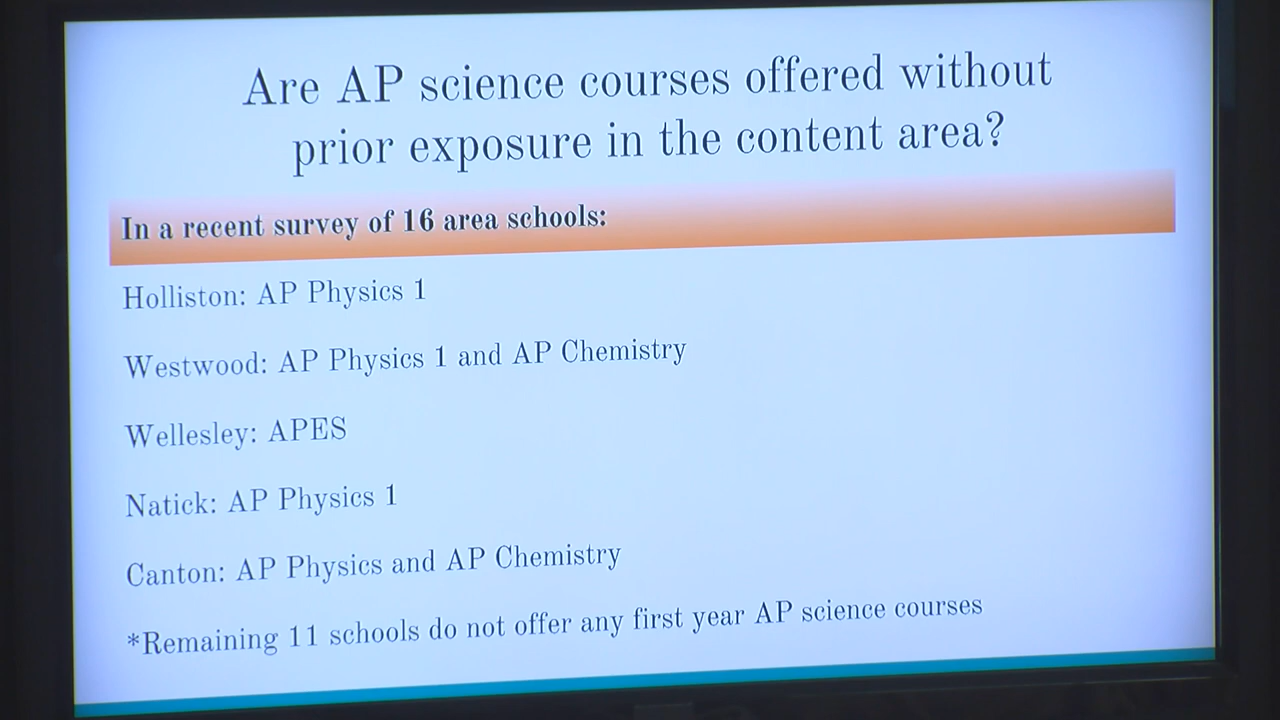 Are AP science courses offered without
prior exposure in the content area?
In a recent survey of 16 area schools:
Holliston: AP Physics 1
Westwood: AP Physics 1 and AP Chemistry
Wellesley: APES
Natick: AP Physics 1
Canton: AP Physics and AP Chemistry
*Remaining 11 schools do not offer any first year AP science courses